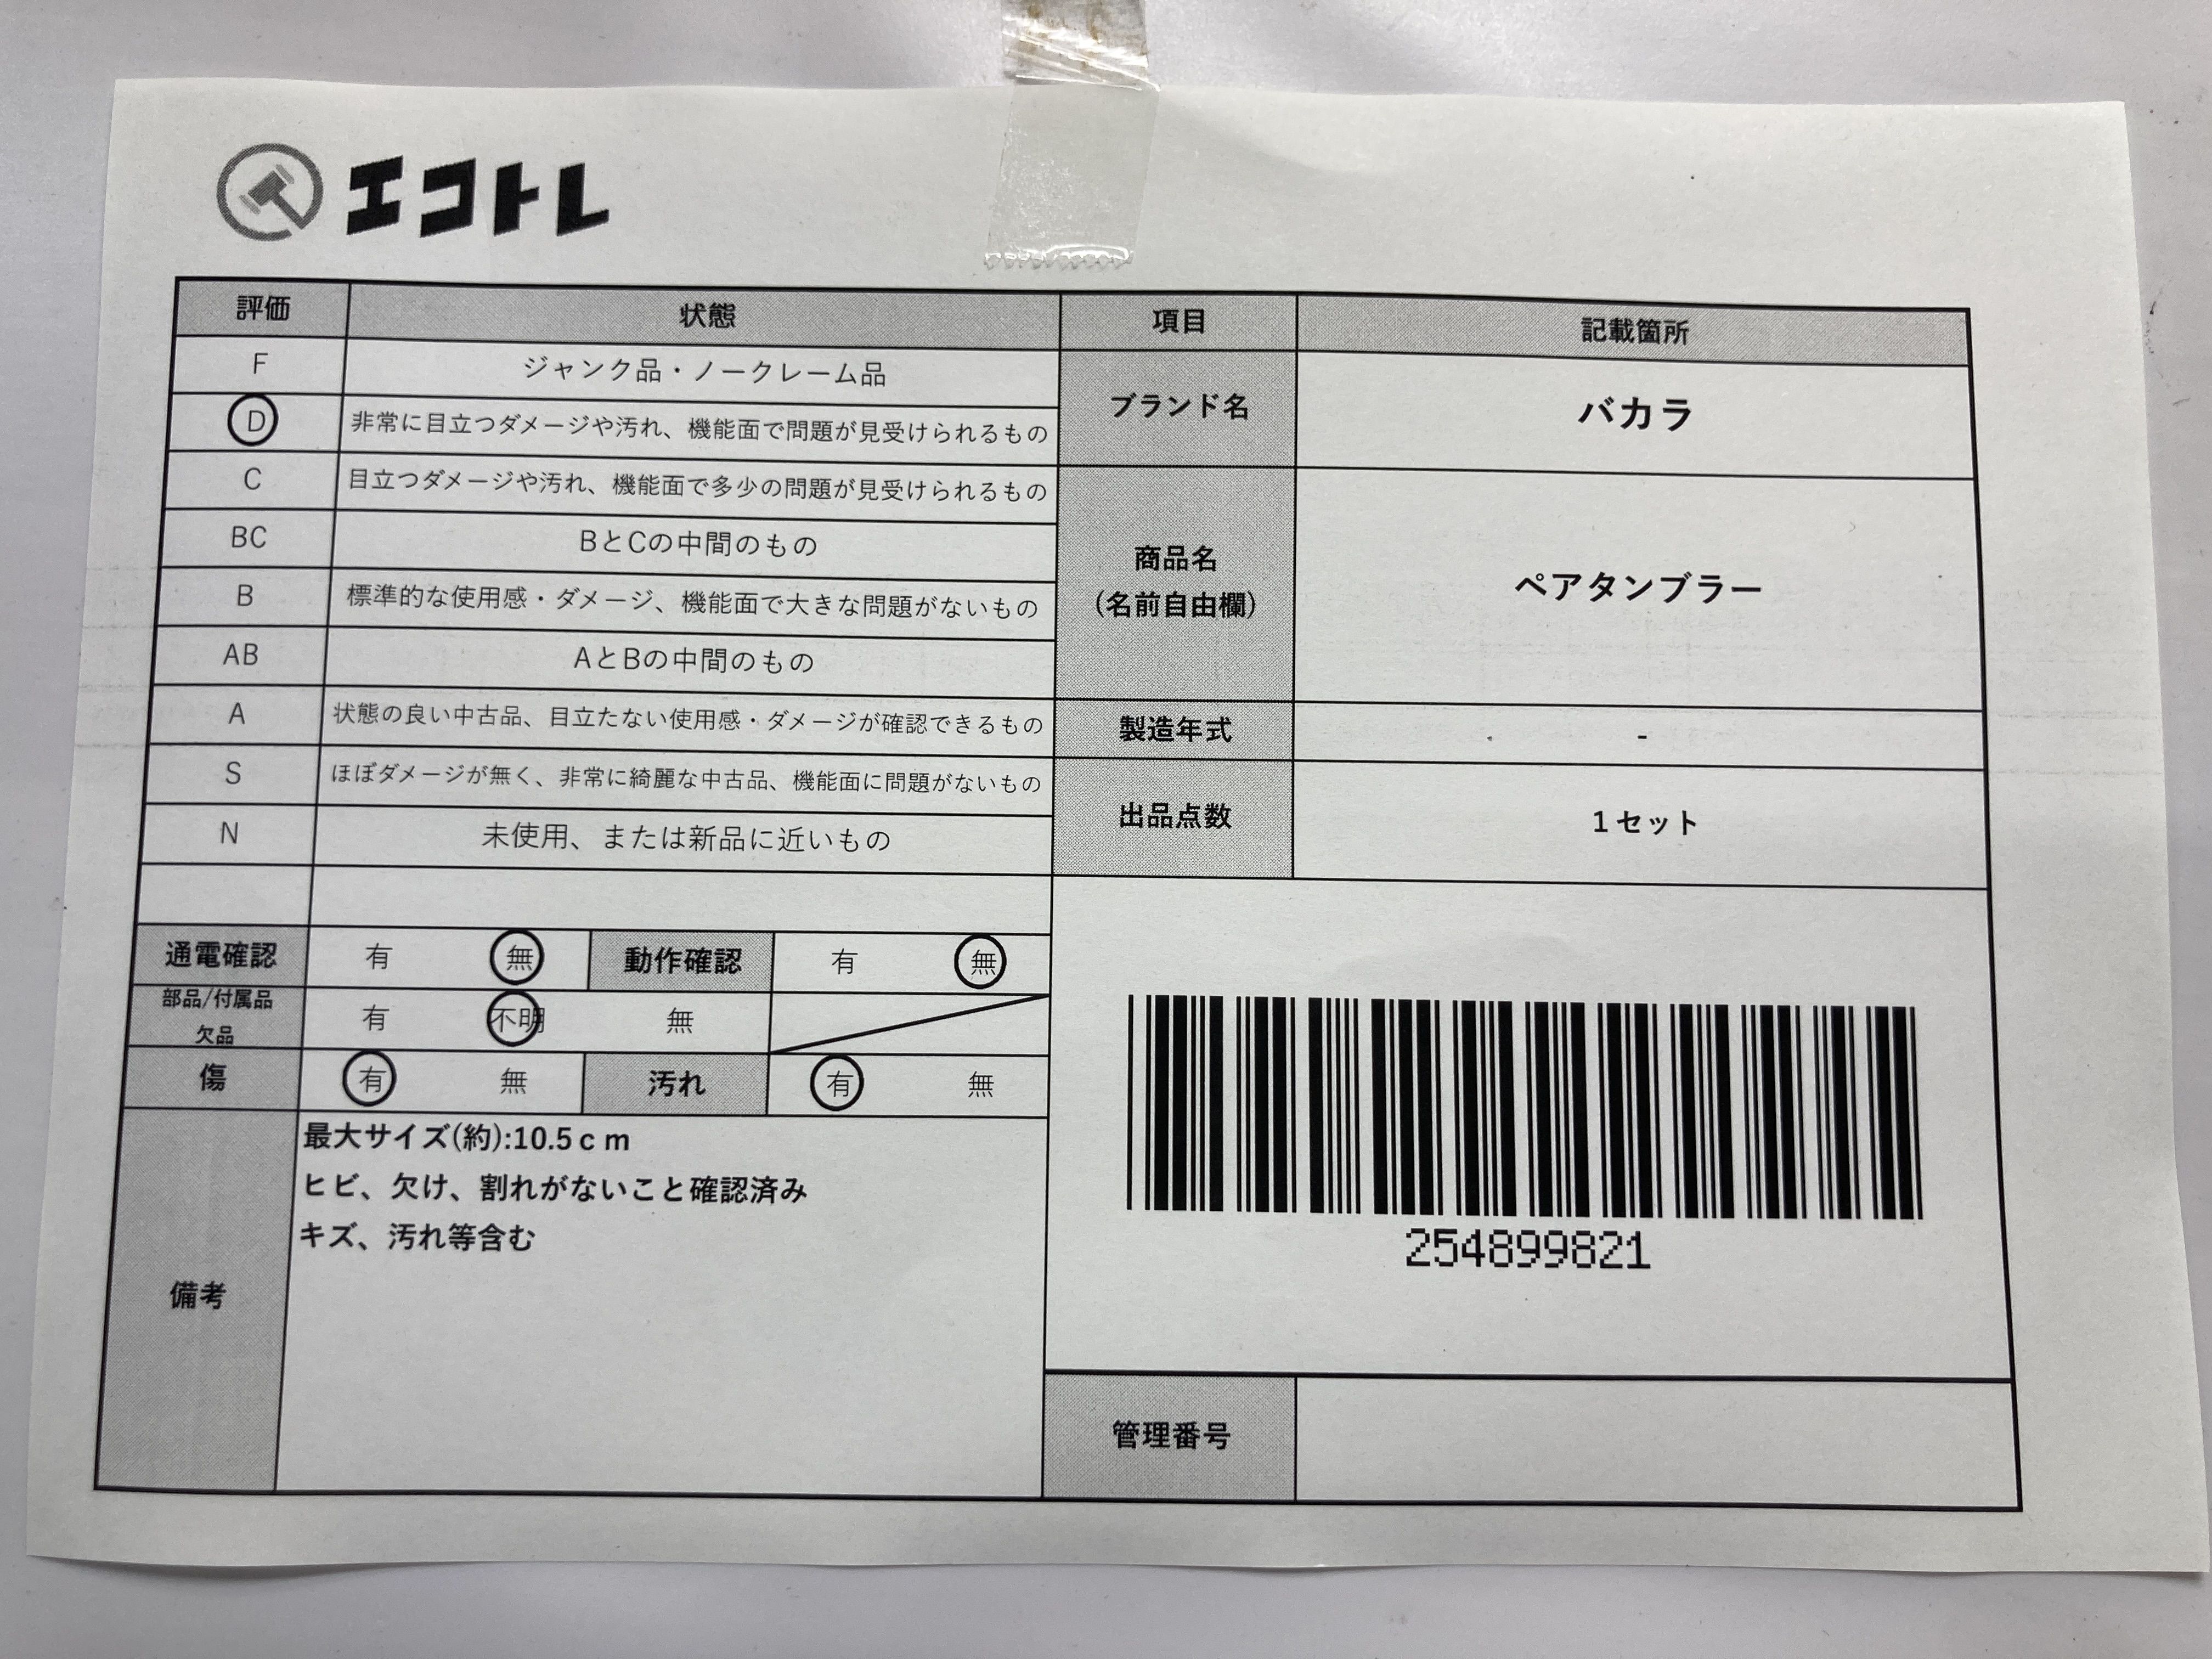 エコトレ
評価 状態 項目 記載箇所
F ジャンク品・ノークレーム品
D 非常に目立つダメージや汚れ、機能面で問題が見受けられるもの
ブランド名 バカラ
C 目立つダメージや汚れ、機能面で多少の問題が見受けられるもの
BC BとCの中間のもの
商品名
(名前自由欄)
ペアタンブラー
B 標準的な使用感・ダメージ、機能面で大きな問題がないもの
AB AとBの中間のもの
A 状態の良い中古品、目立たない使用感・ダメージが確認できるもの
製造年式 -
S ほぼダメージが無く、非常に綺麗な中古品、機能面に問題がないもの
出品点数 1セット
N 未使用、または新品に近いもの
通電確認 有 無 動作確認 有 無
部品/付属品
欠品
有 不明 無
傷 有 無 汚れ 有 無
備考
最大サイズ(約):10.5ｃｍ
ヒビ、欠け、割れがないこと確認済み
キズ、汚れ等含む
254899821
管理番号